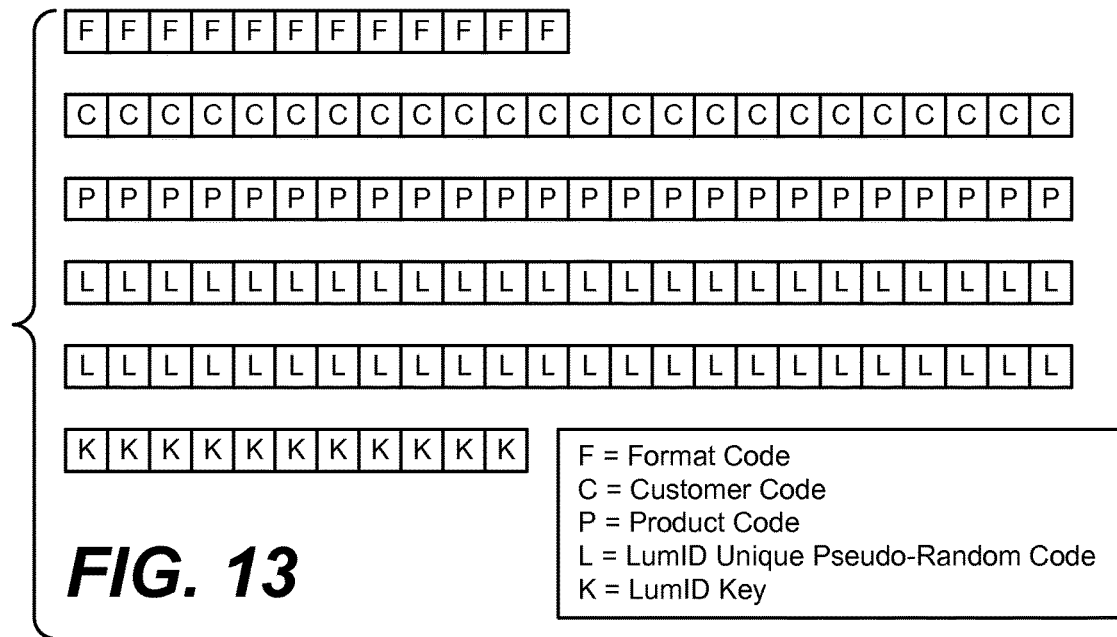 F F F F F F F F F F F F
C C C C C C C C C C C C C C C C C C C C C C C C
P P P P P P P P P P P P P P P P P P P P P P P P
L L L L L L L L L L L L L L L L L L L L L L L L
L L L L L L L L L L L L L L L L L L L L L L L L
K K K K K K K K K K K
F = Format Code
C = Customer Code
P = Product Code
L = LumID Unique Pseudo-Random Code
K = LumID Key
FIG. 13